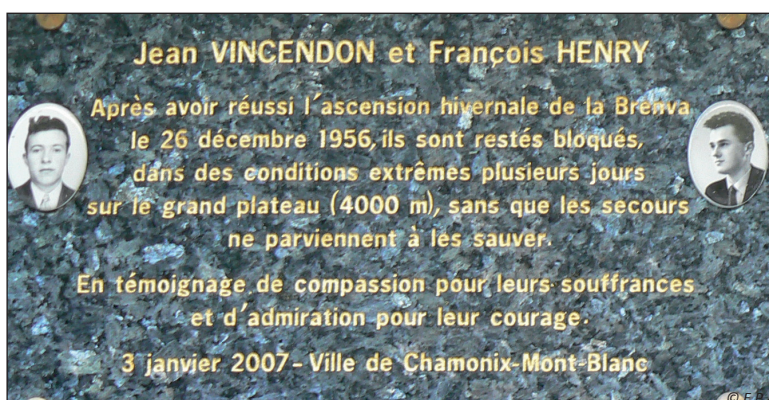 Jean VINCENDON et François HENRY
Après avoir réussi l'ascension hivernale de la Brenva
le 26 décembre 1956, ils sont restés bloqués,
dans des conditions extrêmes plusieurs jours
sur le grand plateau (4000 m), sans que les secours
ne parviennent à les sauver.
En témoignage de compassion pour leurs souffrances
et d'admiration pour leur courage.
3 janvier 2007 - Ville de Chamonix-Mont-Blanc